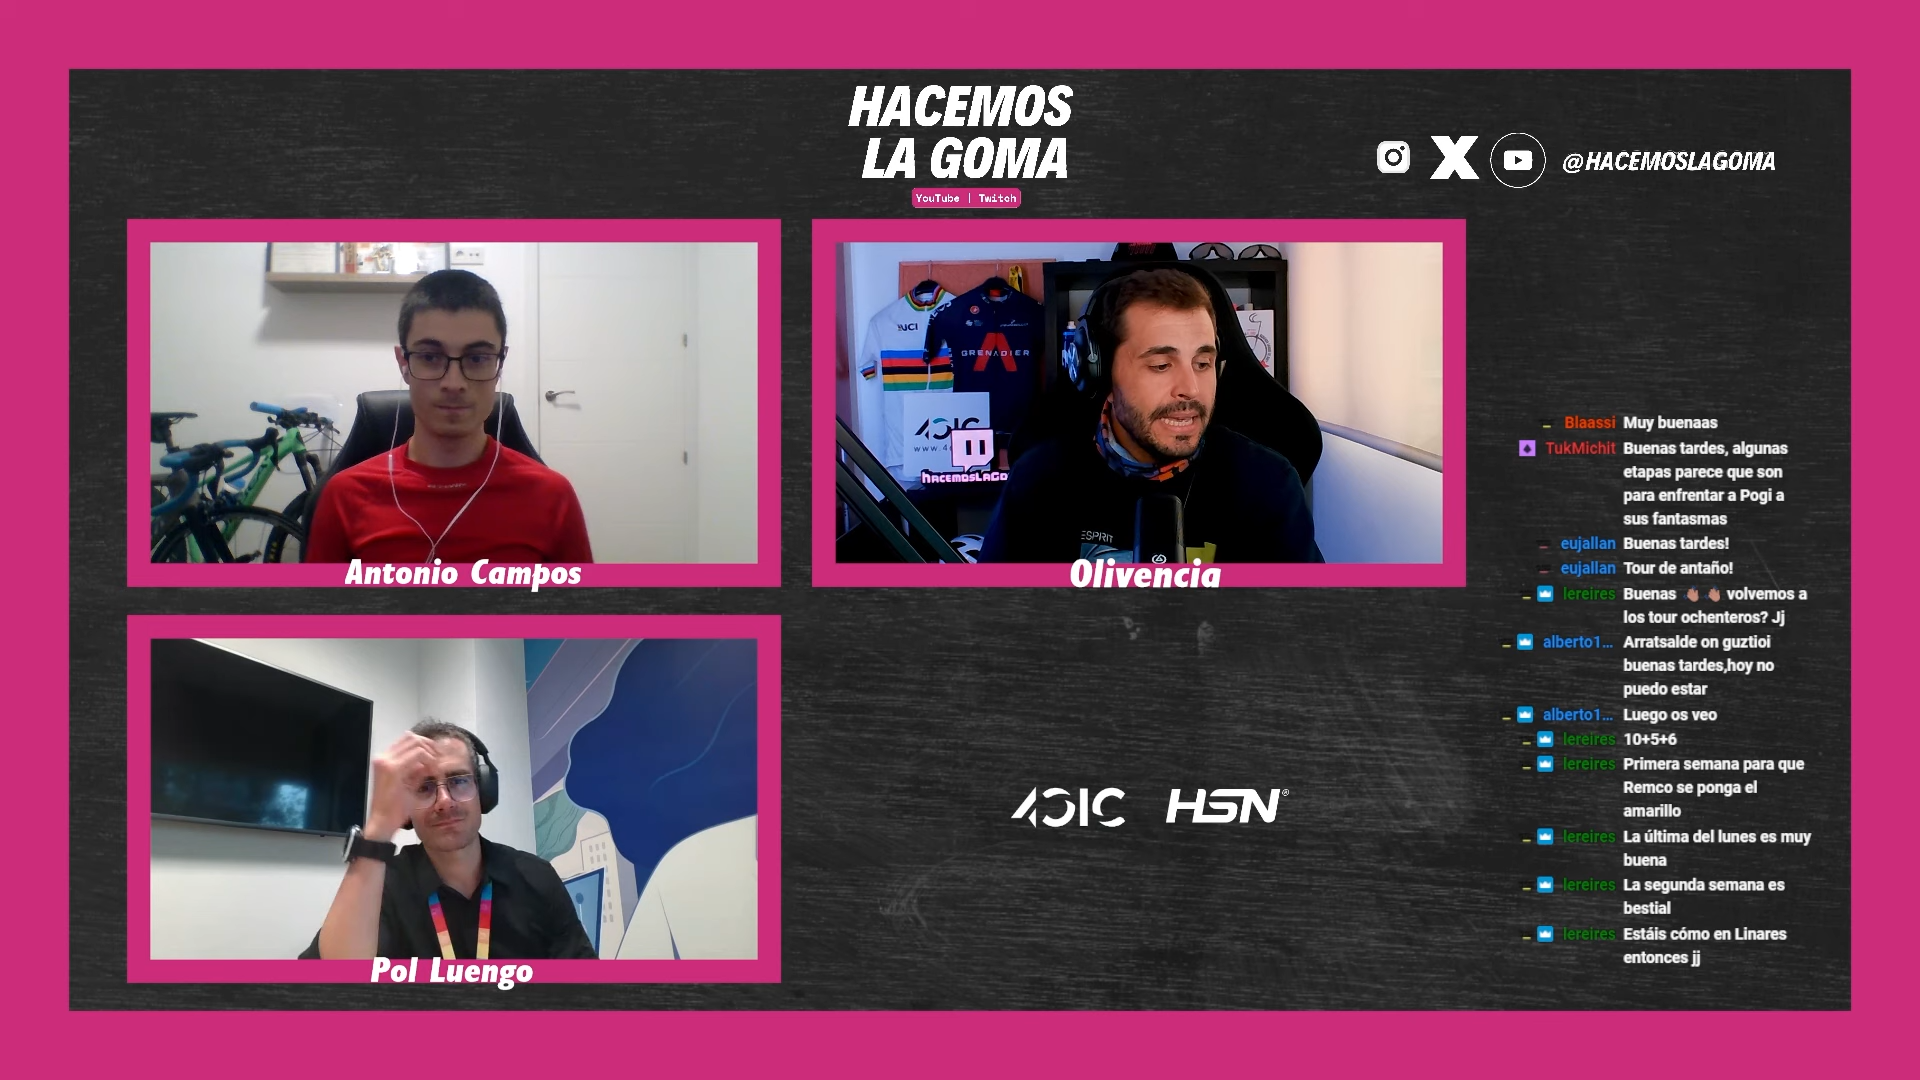 HACEMOS
LA GOMA
YouTube | Twitch
@HACEMOSLAGOMA
UCI
GRENADIER
4OIC
www.4
HACEMOSLAGO
ESPRIT
Antonio Campos
Olivencia
Pol Luengo
4OIC HSN®
Blaassi Muy buenaas
TukMichit Buenas tardes, algunas
etapas parece que son
para enfrentar a Pogi a
sus fantasmas
eujallan Buenas tardes!
eujallan Tour de antaño!
lereires Buenas 👋 👋 volvemos a
los tour ochenteros? Jj
alberto1... Arratsalde on guztioi
buenas tardes,hoy no
puedo estar
alberto1... Luego os veo
lereires 10+5+6
lereires Primera semana para que
Remco se ponga el
amarillo
lereires La última del lunes es muy
buena
lereires La segunda semana es
bestial
lereires Estáis cómo en Linares
entonces jj